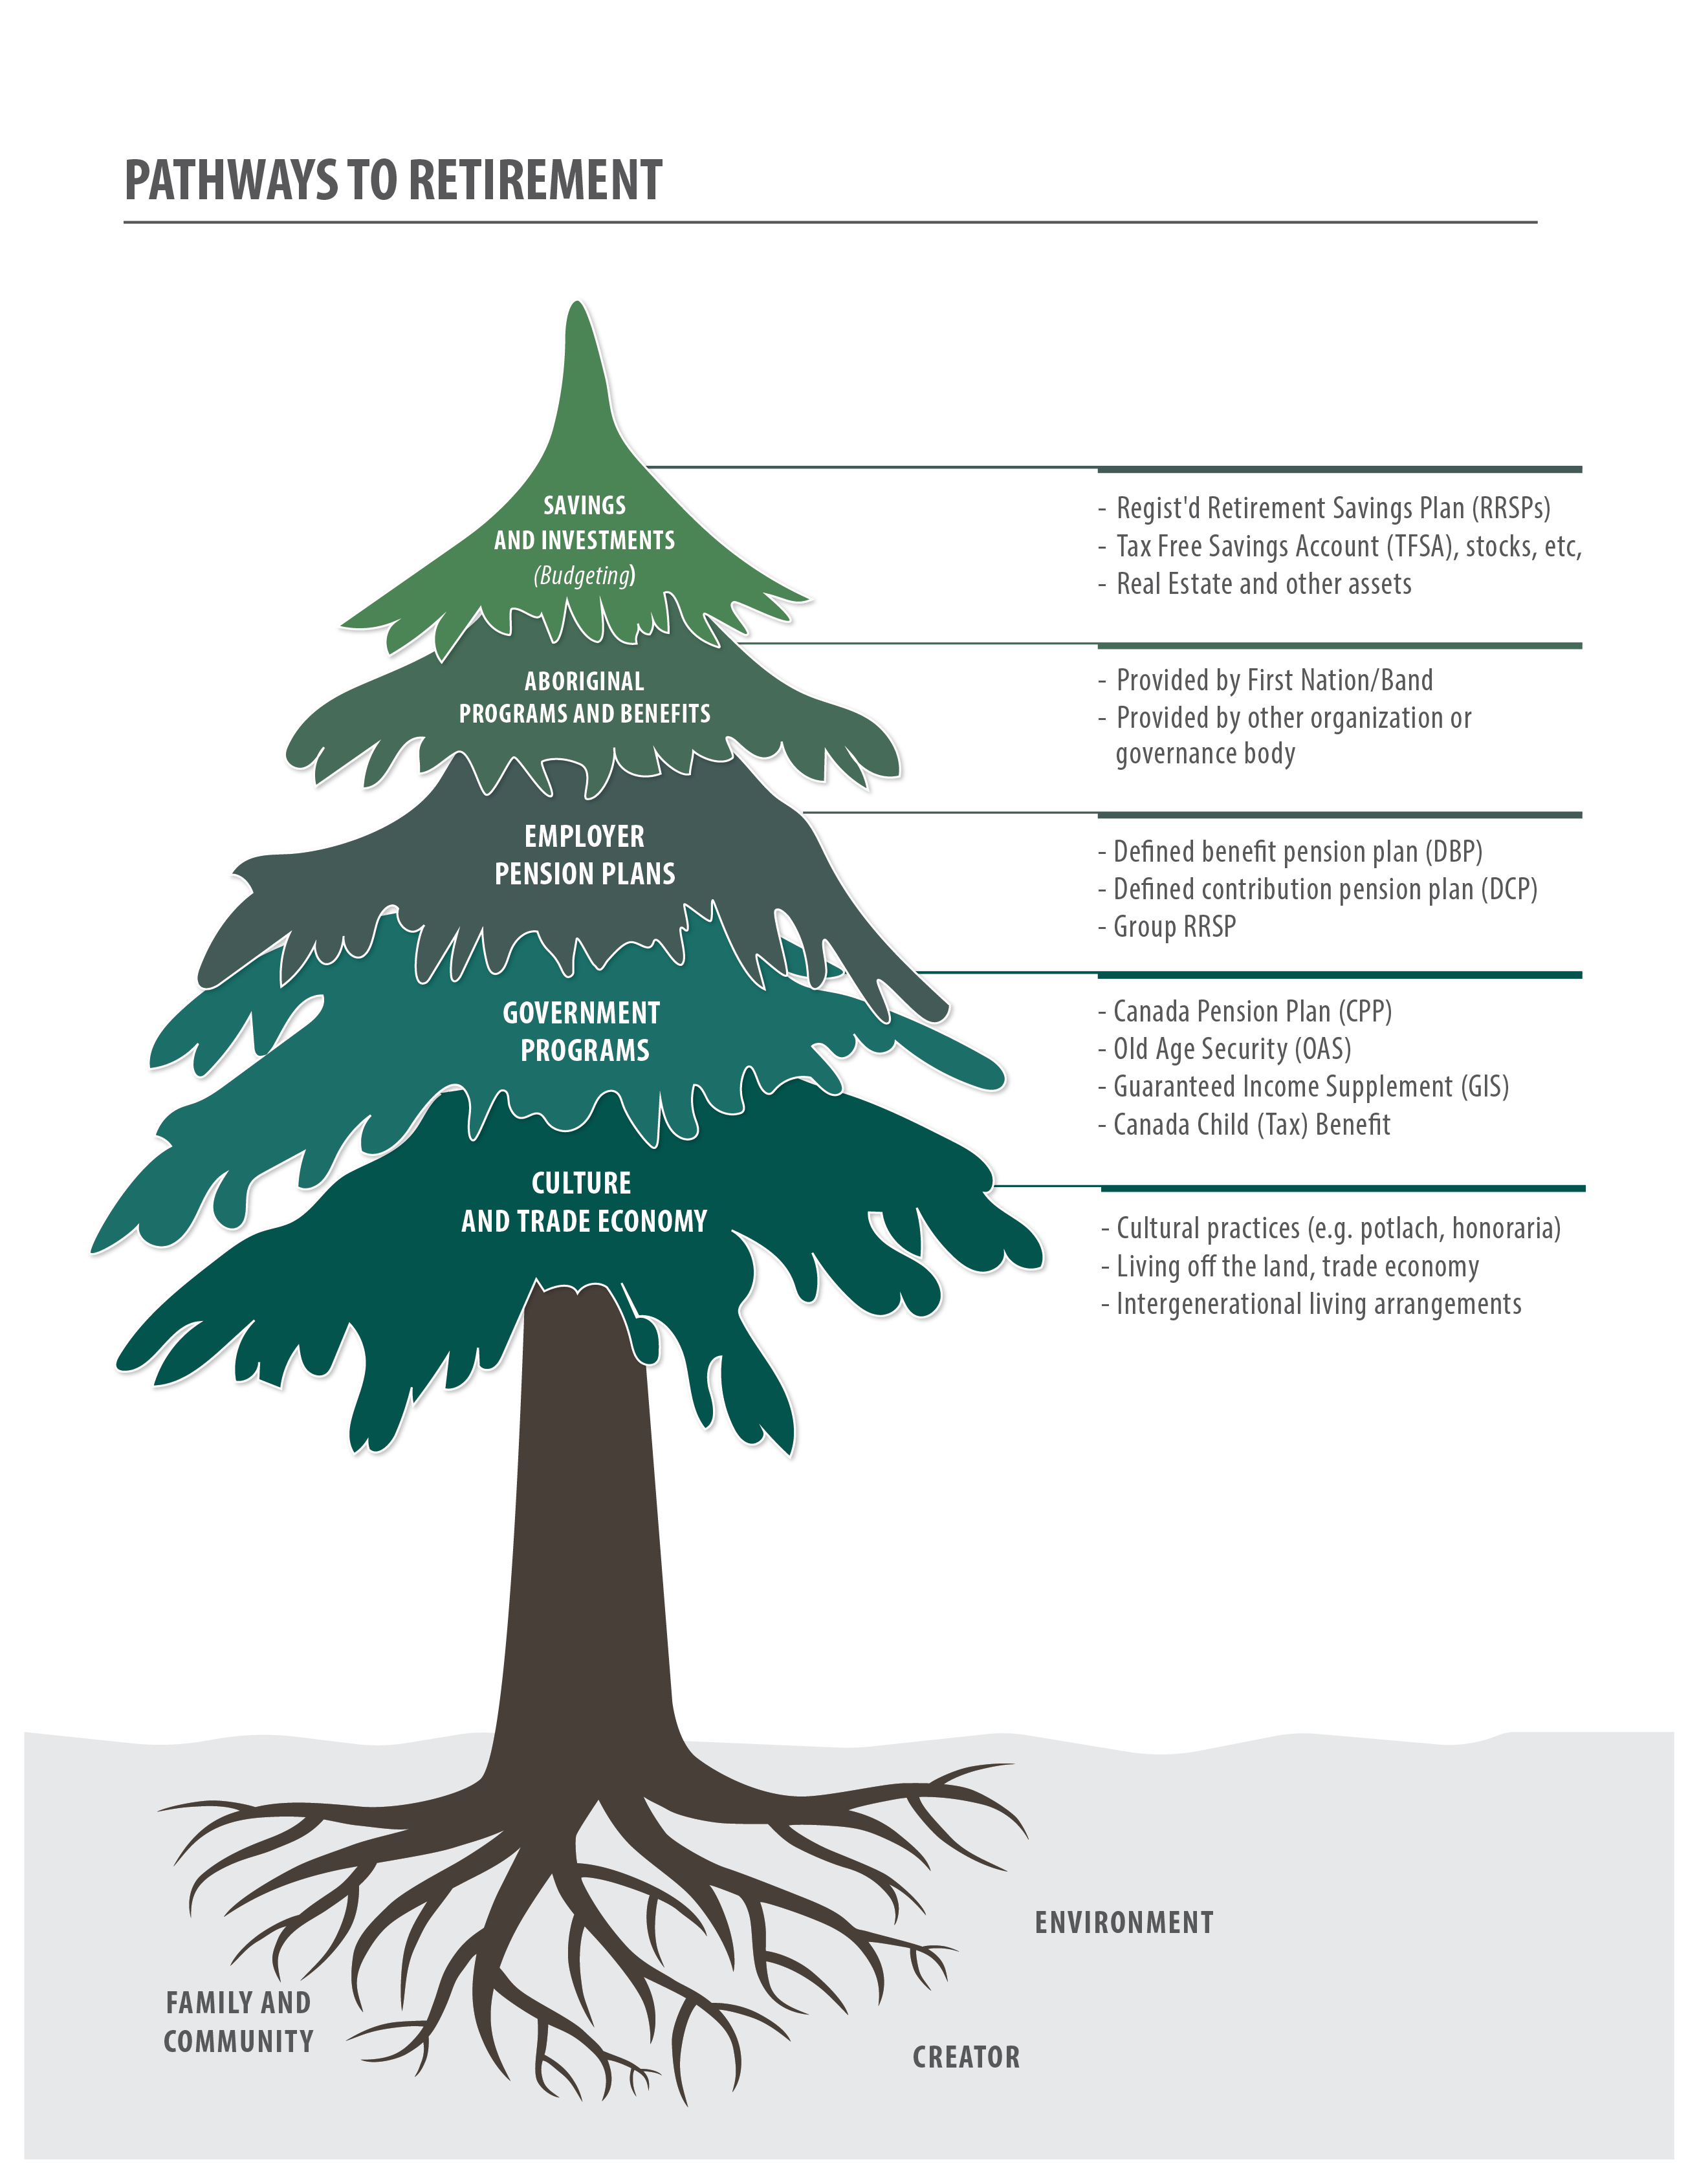 PATHWAYS TO RETIREMENT
SAVINGS
AND INVESTMENTS
(Budgeting)
- Regist'd Retirement Savings Plan (RRSPs)
- Tax Free Savings Account (TFSA), stocks, etc,
- Real Estate and other assets
ABORIGINAL
PROGRAMS AND BENEFITS
- Provided by First Nation/Band
- Provided by other organization or
governance body
EMPLOYER
PENSION PLANS
- Defined benefit pension plan (DBP)
- Defined contribution pension plan (DCP)
- Group RRSP
GOVERNMENT
PROGRAMS
- Canada Pension Plan (CPP)
- Old Age Security (OAS)
- Guaranteed Income Supplement (GIS)
- Canada Child (Tax) Benefit
CULTURE
AND TRADE ECONOMY
- Cultural practices (e.g. potlach, honoraria)
- Living off the land, trade economy
- Intergenerational living arrangements
ENVIRONMENT
FAMILY AND
COMMUNITY
CREATOR